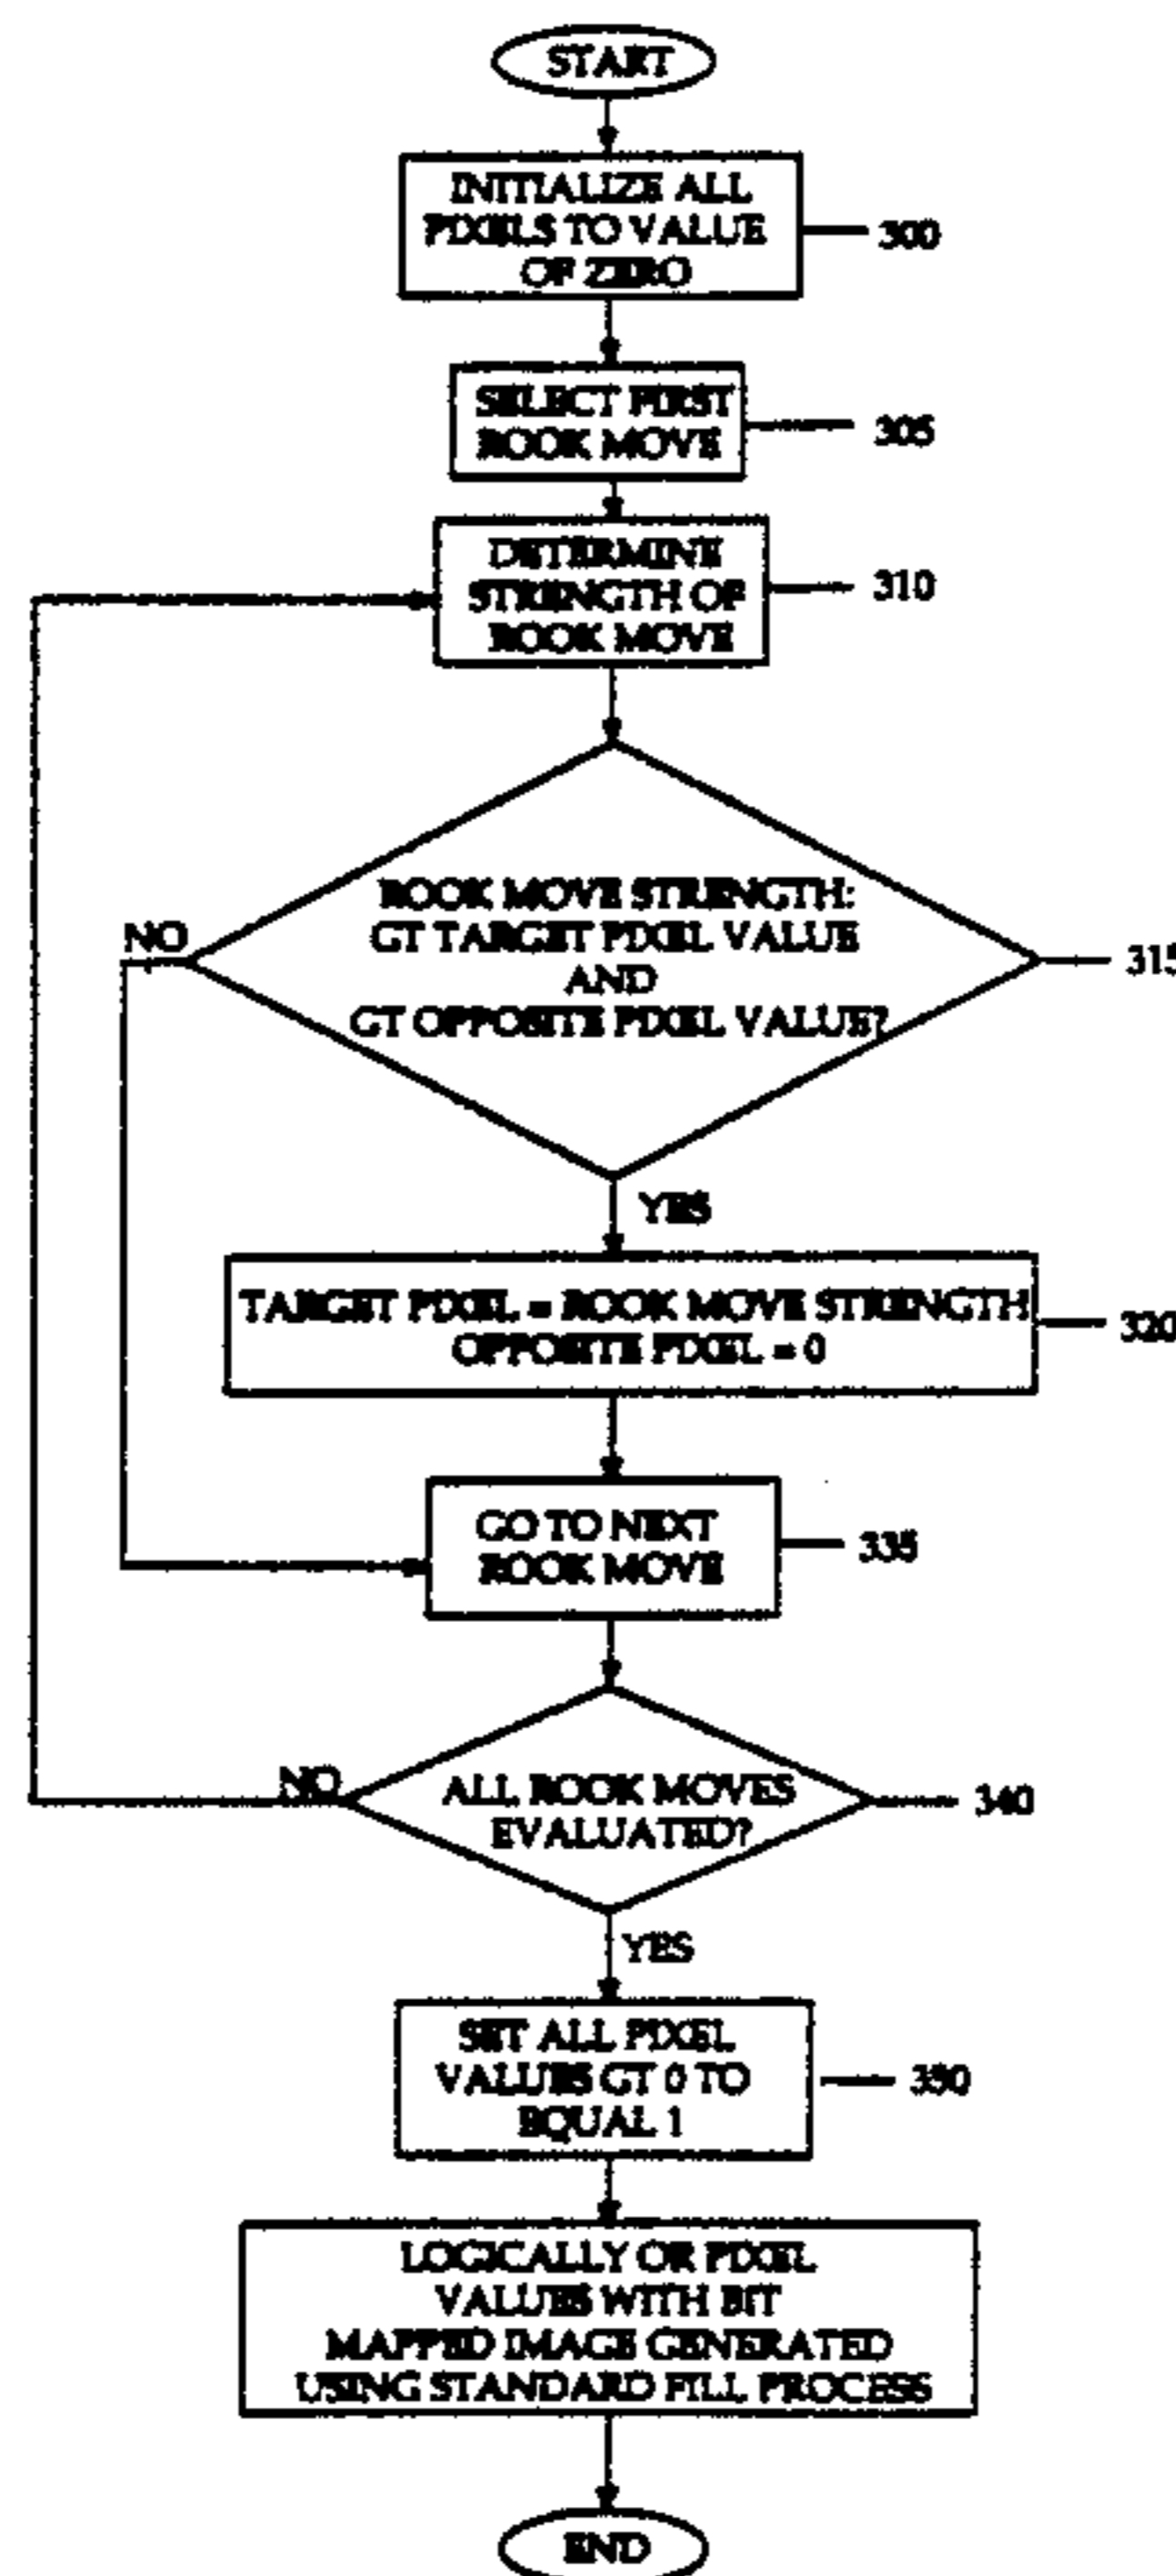 START
INITIALIZE ALL
PIXELS TO VALUE
OF ZERO
300
SELECT FIRST
ROOK MOVE
305
DETERMINE
STRENGTH OF
ROOK MOVE
310
ROOK MOVE STRENGTH:
GT TARGET PIXEL VALUE
AND
GT OPPOSITE PIXEL VALUE?
NO
315
YES
TARGET PIXEL = ROOK MOVE STRENGTH
OPPOSITE PIXEL = 0
320
GO TO NEXT
ROOK MOVE
335
NO
ALL ROOK MOVES
EVALUATED?
340
YES
SET ALL PIXEL
VALUES GT 0 TO
EQUAL 1
350
LOGICALLY OR PIXEL
VALUES WITH BIT
MAPPED IMAGE GENERATED
USING STANDARD FILL PROCESS
END